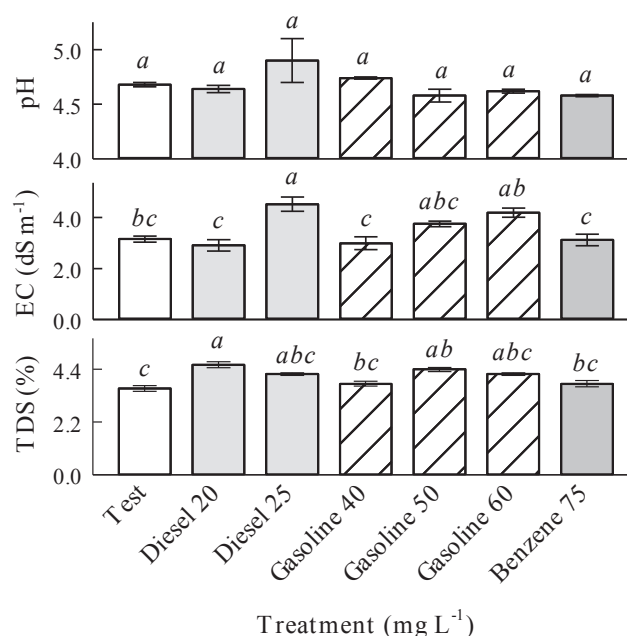 a a a a a a a
5.0
4.5
4.0
pH
bc c a c abc ab c
4.0
2.0
0.0
EC (dS m⁻¹)
c a abc bc ab abc bc
4.4
2.2
0.0
TDS (%)
Test Diesel 20 Diesel 25 Gasoline 40 Gasoline 50 Gasoline 60 Benzene 75
Treatment (mg L⁻¹)